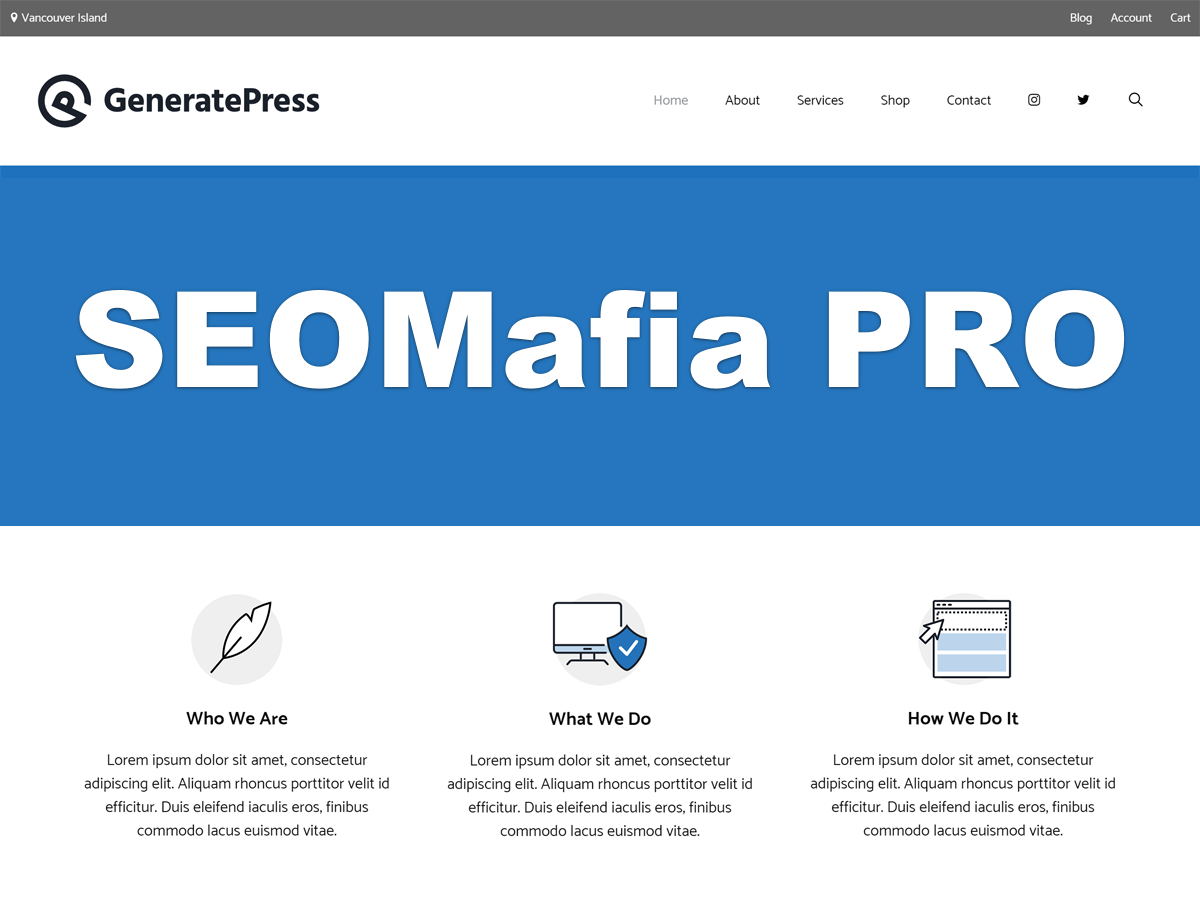 Vancouver Island
Blog Account Cart
GeneratePress
Home About Services Shop Contact
SEOMafia PRO
Who We Are
Lorem ipsum dolor sit amet, consectetur
adipiscing elit. Aliquam rhoncus porttitor velit id
efficitur. Duis eleifend iaculis eros, finibus
commodo lacus euismod vitae.
What We Do
Lorem ipsum dolor sit amet, consectetur
adipiscing elit. Aliquam rhoncus porttitor velit id
efficitur. Duis eleifend iaculis eros, finibus
commodo lacus euismod vitae.
How We Do It
Lorem ipsum dolor sit amet, consectetur
adipiscing elit. Aliquam rhoncus porttitor velit id
efficitur. Duis eleifend iaculis eros, finibus
commodo lacus euismod vitae.